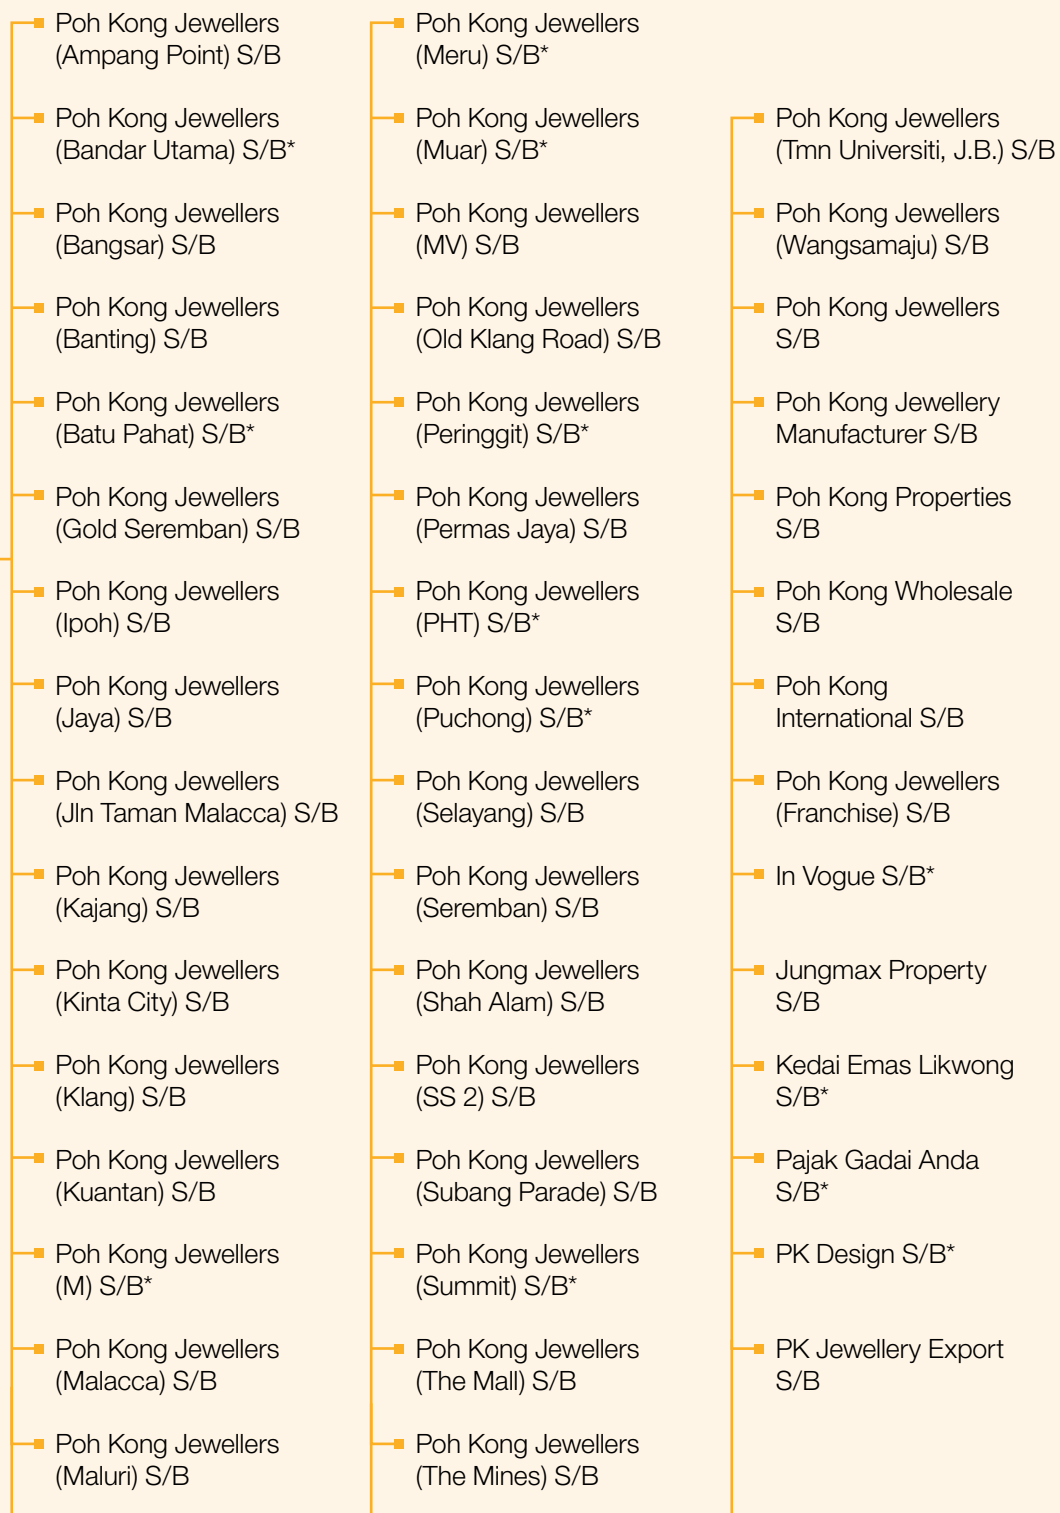 Poh Kong Jewellers
(Ampang Point) S/B
Poh Kong Jewellers
(Bandar Utama) S/B*
Poh Kong Jewellers
(Bangsar) S/B
Poh Kong Jewellers
(Banting) S/B
Poh Kong Jewellers
(Batu Pahat) S/B*
Poh Kong Jewellers
(Gold Seremban) S/B
Poh Kong Jewellers
(Ipoh) S/B
Poh Kong Jewellers
(Jaya) S/B
Poh Kong Jewellers
(Jln Taman Malacca) S/B
Poh Kong Jewellers
(Kajang) S/B
Poh Kong Jewellers
(Kinta City) S/B
Poh Kong Jewellers
(Klang) S/B
Poh Kong Jewellers
(Kuantan) S/B
Poh Kong Jewellers
(M) S/B*
Poh Kong Jewellers
(Malacca) S/B
Poh Kong Jewellers
(Maluri) S/B
Poh Kong Jewellers
(Meru) S/B*
Poh Kong Jewellers
(Muar) S/B*
Poh Kong Jewellers
(MV) S/B
Poh Kong Jewellers
(Old Klang Road) S/B
Poh Kong Jewellers
(Peringgit) S/B*
Poh Kong Jewellers
(Permas Jaya) S/B
Poh Kong Jewellers
(PHT) S/B*
Poh Kong Jewellers
(Puchong) S/B*
Poh Kong Jewellers
(Selayang) S/B
Poh Kong Jewellers
(Seremban) S/B
Poh Kong Jewellers
(Shah Alam) S/B
Poh Kong Jewellers
(SS 2) S/B
Poh Kong Jewellers
(Subang Parade) S/B
Poh Kong Jewellers
(Summit) S/B*
Poh Kong Jewellers
(The Mall) S/B
Poh Kong Jewellers
(The Mines) S/B
Poh Kong Jewellers
(Tmn Universiti, J.B.) S/B
Poh Kong Jewellers
(Wangsamaju) S/B
Poh Kong Jewellers
S/B
Poh Kong Jewellery
Manufacturer S/B
Poh Kong Properties
S/B
Poh Kong Wholesale
S/B
Poh Kong
International S/B
Poh Kong Jewellers
(Franchise) S/B
In Vogue S/B*
Jungmax Property
S/B
Kedai Emas Likwong
S/B*
Pajak Gadai Anda
S/B*
PK Design S/B*
PK Jewellery Export
S/B